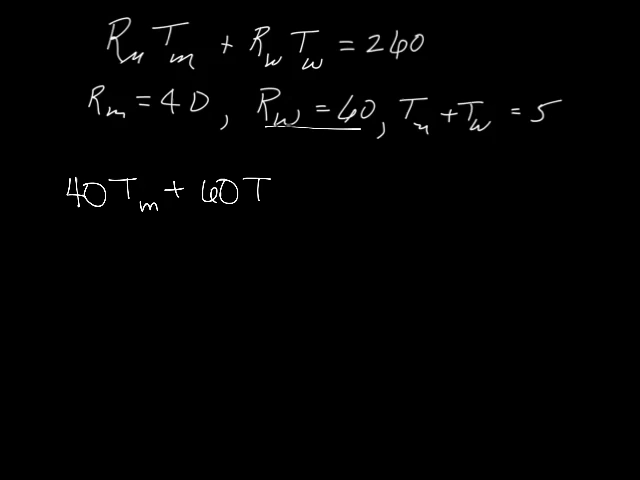 R_m T_m + R_w T_w = 260
R_m = 40, R_w = 60, T_m + T_w = 5
40T_m + 60T